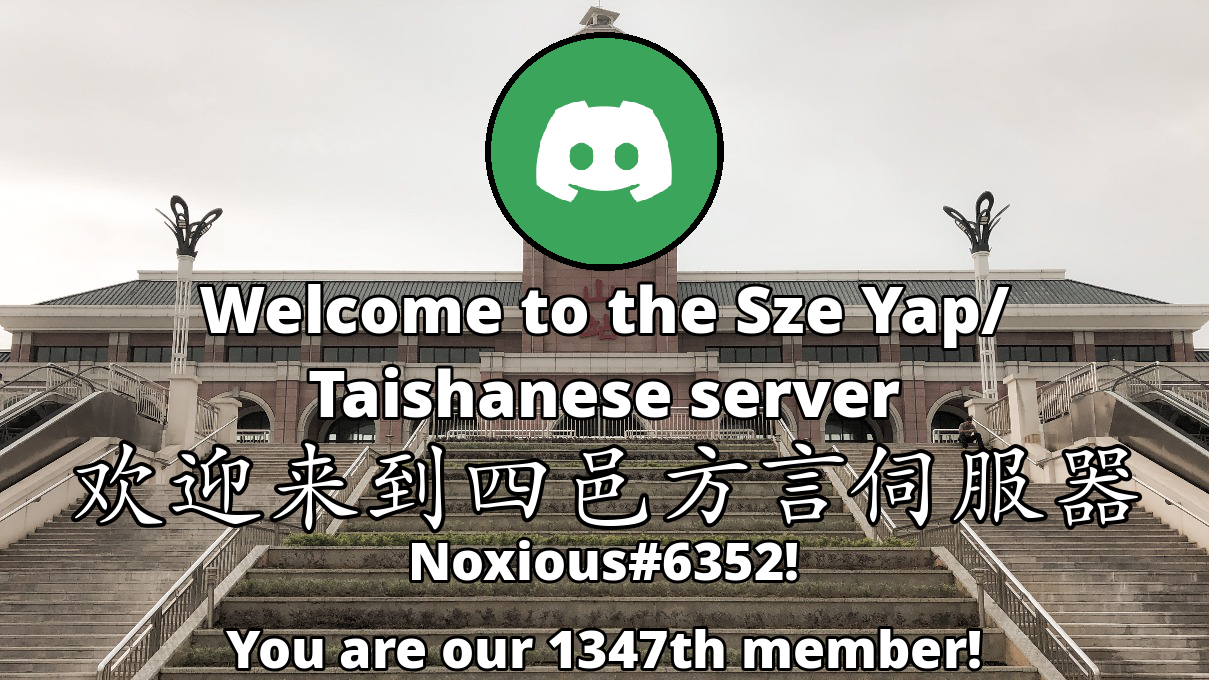 Welcome to the Sze Yap/
Taishanese server
欢迎来到四邑方言伺服器
Noxious#6352!
You are our 1347th member!